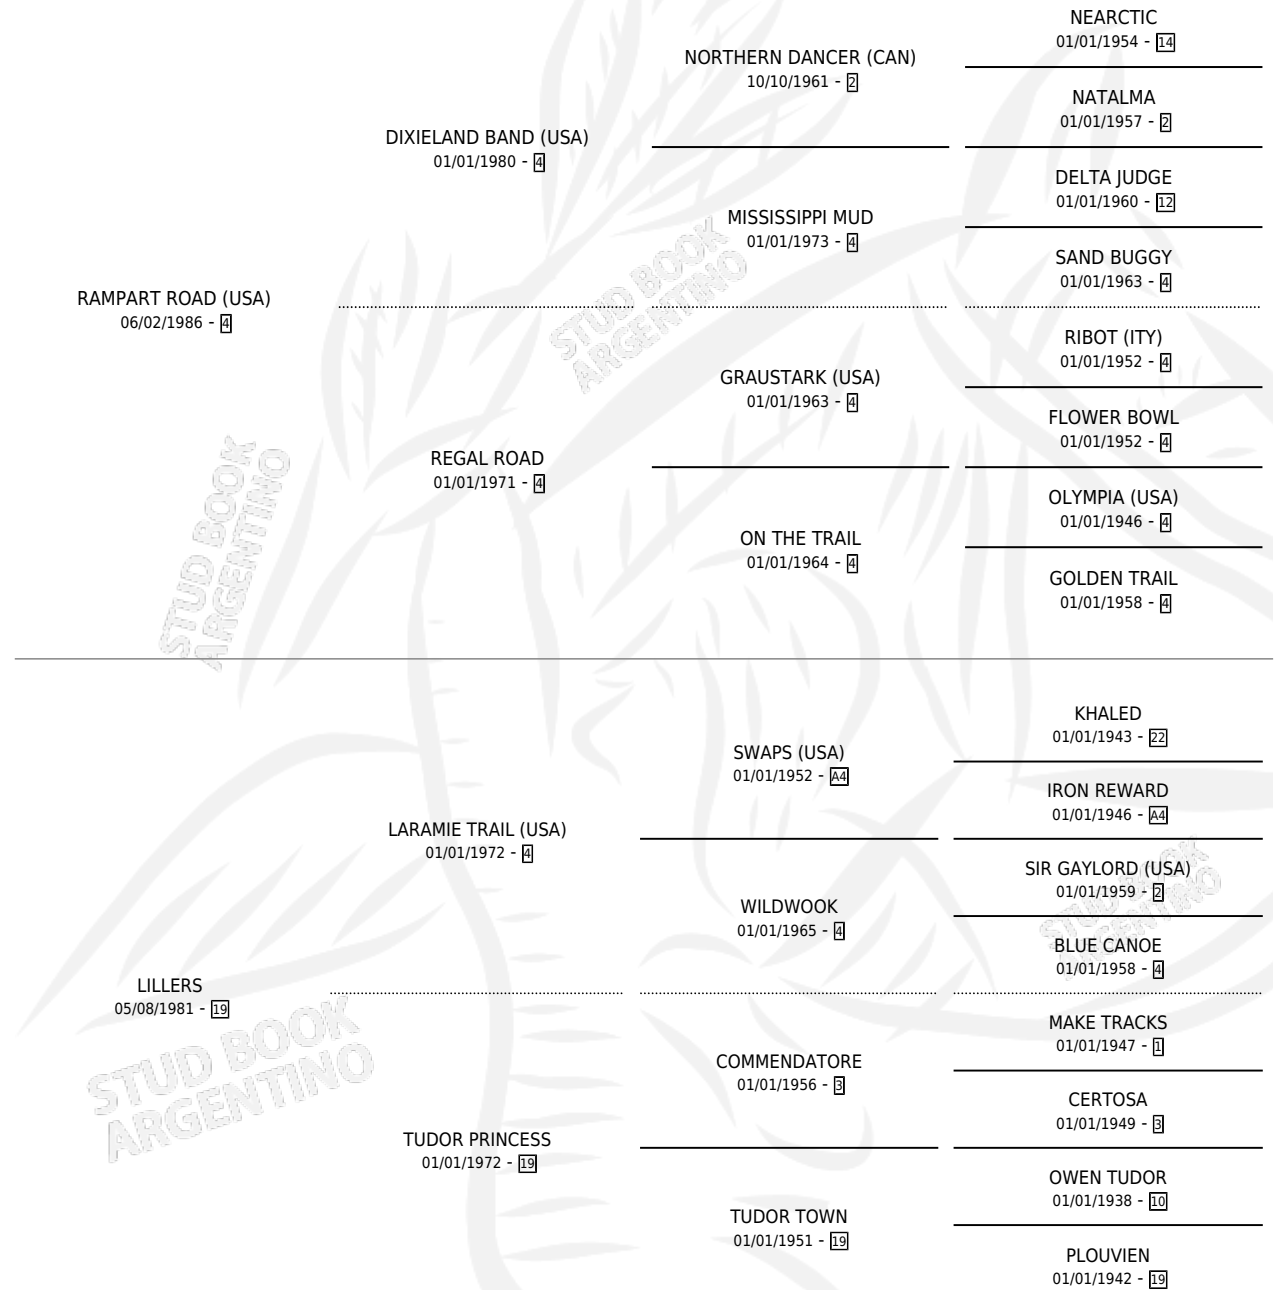 NEARCTIC
01/01/1954 - 14
NORTHERN DANCER (CAN)
10/10/1961 - 2
NATALMA
01/01/1957 - 2
DIXIELAND BAND (USA)
01/01/1980 - 4
DELTA JUDGE
01/01/1960 - 12
MISSISSIPPI MUD
01/01/1973 - 4
SAND BUGGY
01/01/1963 - 4
RAMPART ROAD (USA)
06/02/1986 - 4
STUD BOOK
ARGENTINO
RIBOT (ITY)
01/01/1952 - 4
GRAUSTARK (USA)
01/01/1963 - 4
FLOWER BOWL
01/01/1952 - 4
REGAL ROAD
01/01/1971 - 4
OLYMPIA (USA)
01/01/1946 - 4
ON THE TRAIL
01/01/1964 - 4
GOLDEN TRAIL
01/01/1958 - 4
STUD BOOK
ARGENTINO
KHALED
01/01/1943 - 22
SWAPS (USA)
01/01/1952 - A4
IRON REWARD
01/01/1946 - A4
LARAMIE TRAIL (USA)
01/01/1972 - 4
SIR GAYLORD (USA)
01/01/1959 - 2
WILDWOOK
01/01/1965 - 4
BLUE CANOE
01/01/1958 - 4
STUD BOOK
ARGENTINO
LILLERS
05/08/1981 - 19
MAKE TRACKS
01/01/1947 - 1
COMMENDATORE
01/01/1956 - 3
CERTOSA
01/01/1949 - 3
STUD BOOK
ARGENTINO
TUDOR PRINCESS
01/01/1972 - 19
OWEN TUDOR
01/01/1938 - 10
TUDOR TOWN
01/01/1951 - 19
PLOUVIEN
01/01/1942 - 19